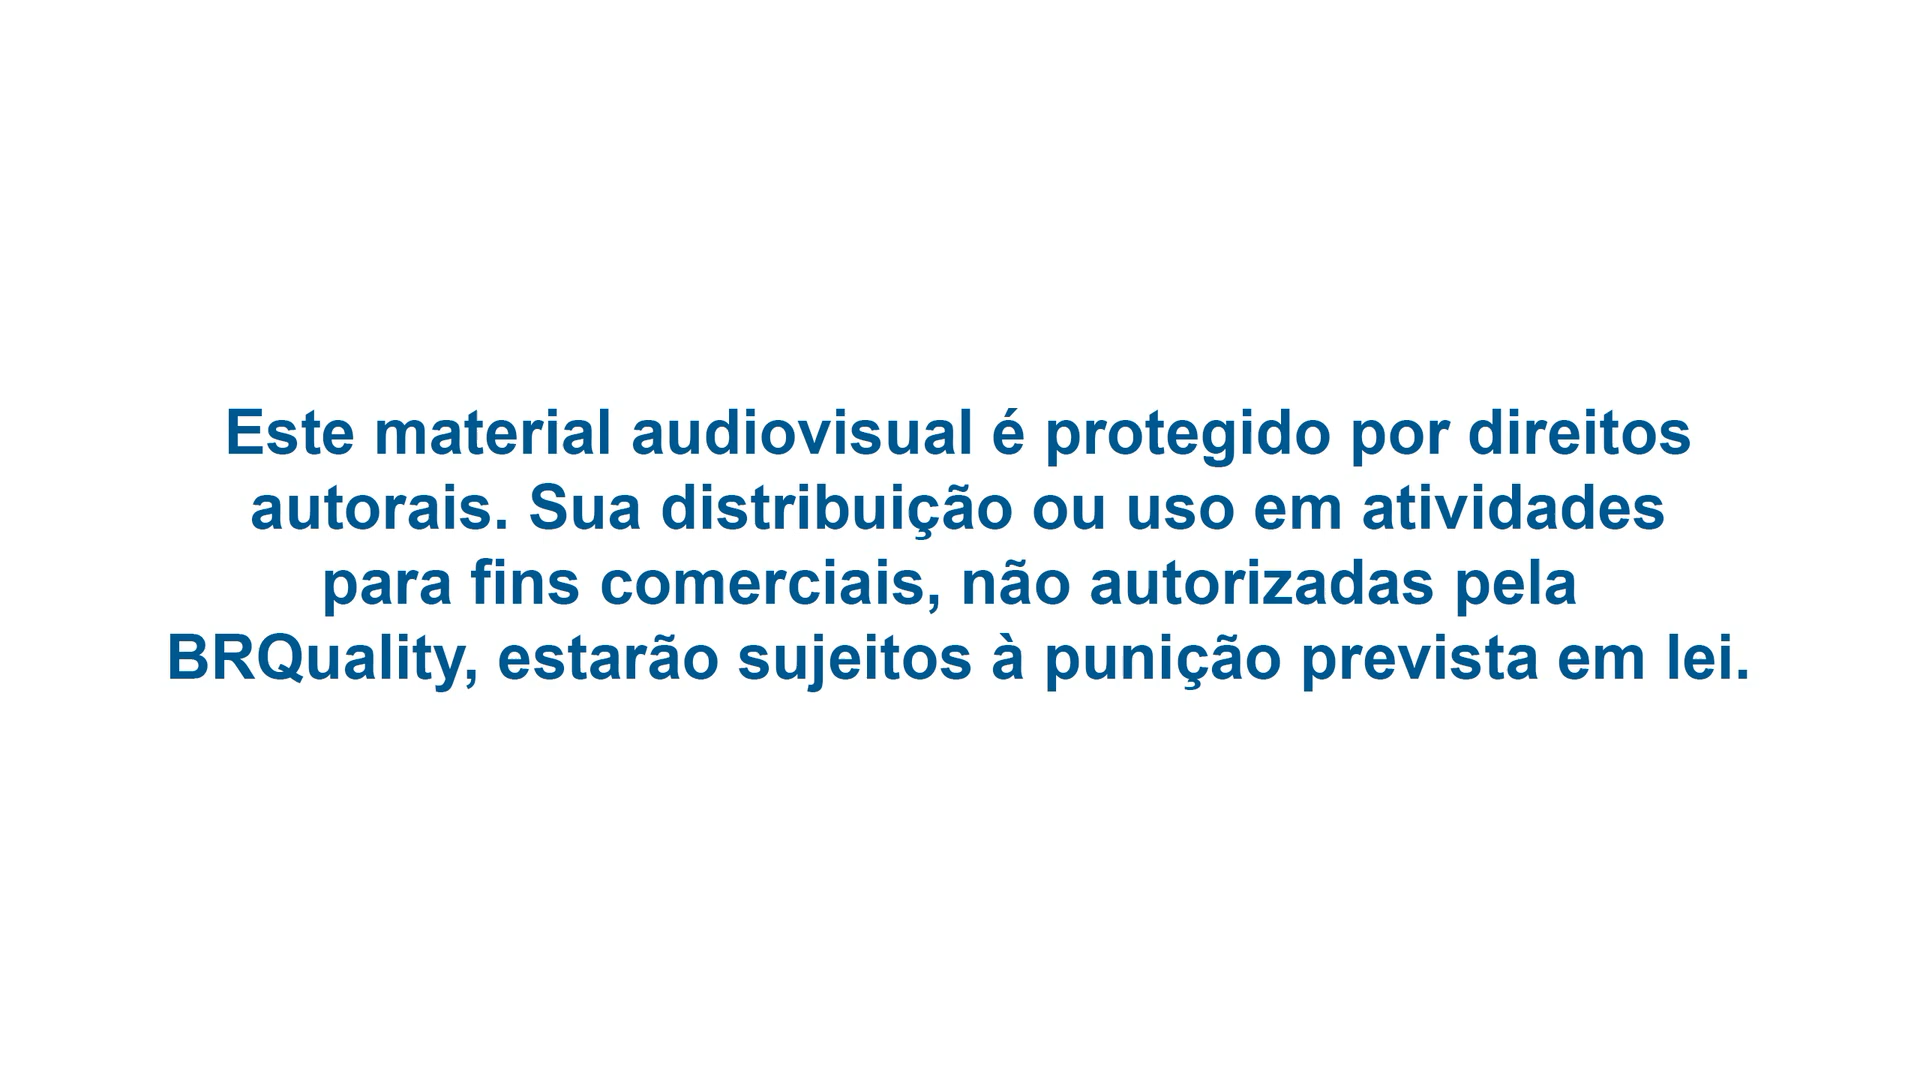 Este material audiovisual é protegido por direitos
autorais. Sua distribuição ou uso em atividades
para fins comerciais, não autorizadas pela
BRQuality, estarão sujeitos à punição prevista em lei.